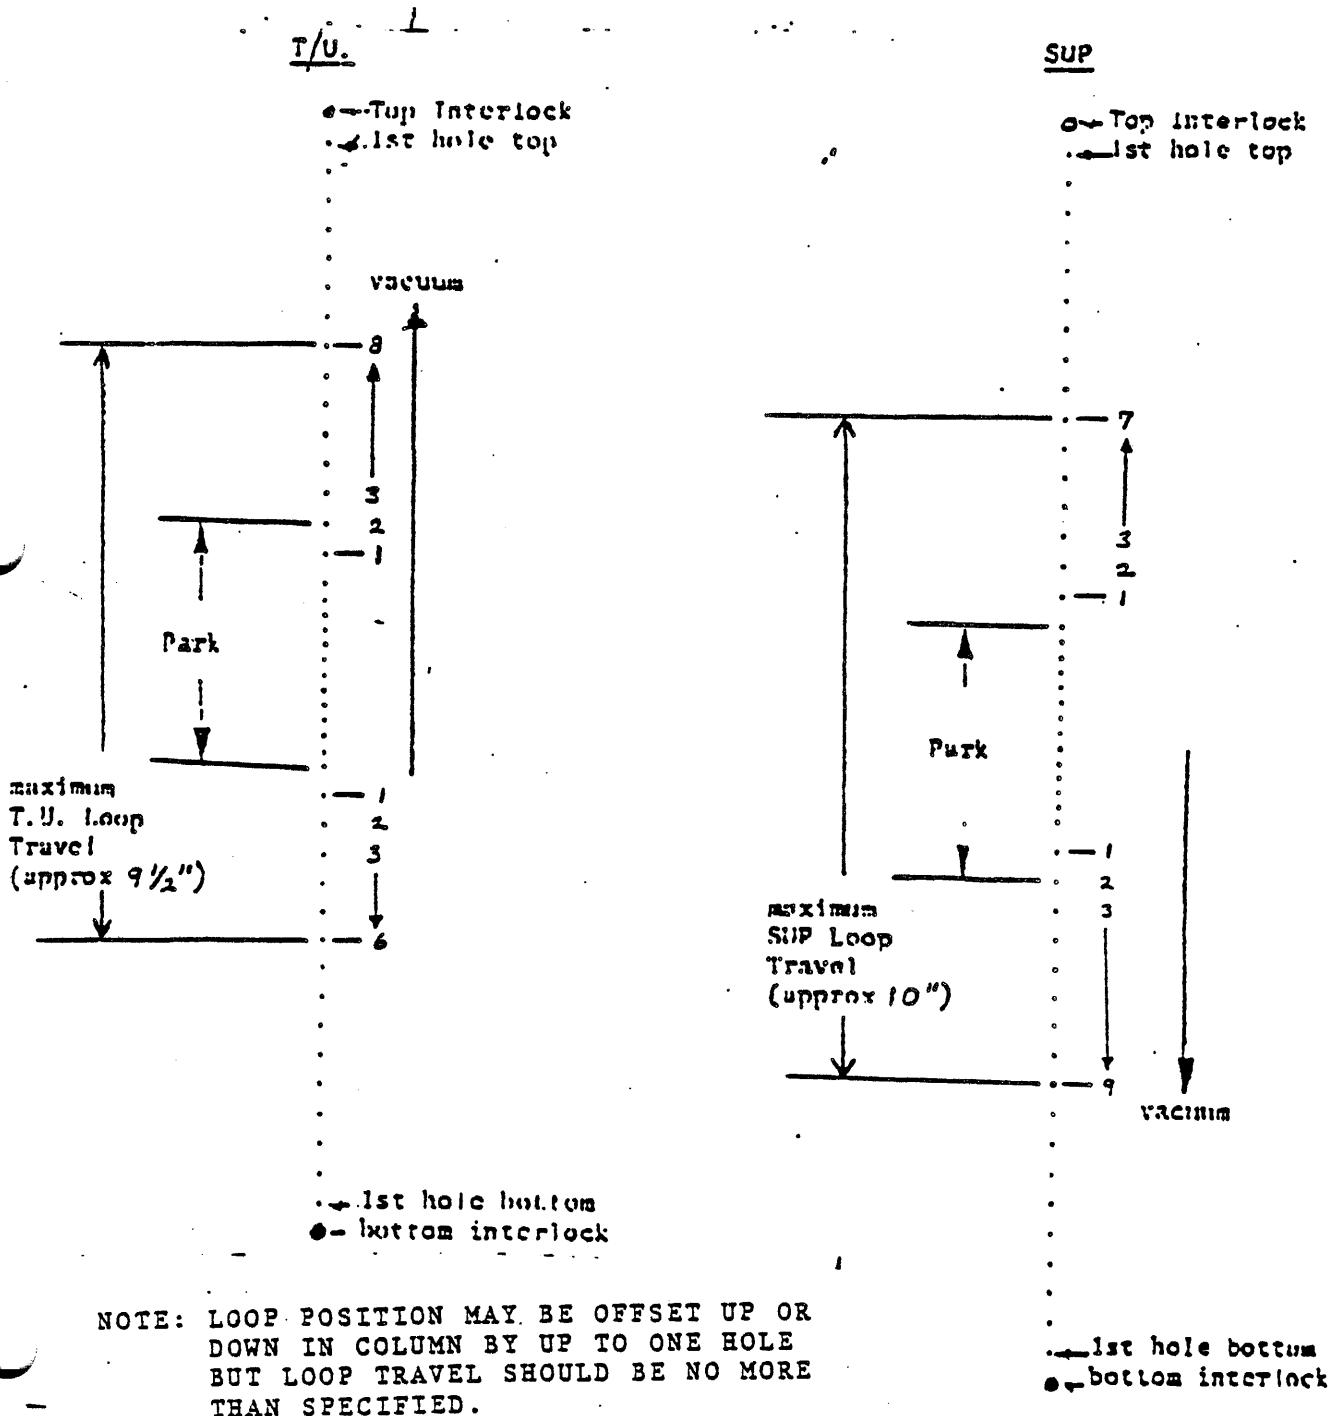 T/U.
Top Interlock
1st hole top
vacuum
8
3
2
1
Park
1
2
3
6
maximum
T.U. Loop
Travel
(approx 9 1/2")
1st hole bottom
bottom interlock
SUP
Top interlock
1st hole top
7
3
2
1
Park
1
2
3
9
maximum
SUP Loop
Travel
(approx 10")
vacuum
1st hole bottom
bottom interlock
NOTE: LOOP POSITION MAY BE OFFSET UP OR
DOWN IN COLUMN BY UP TO ONE HOLE
BUT LOOP TRAVEL SHOULD BE NO MORE
THAN SPECIFIED.